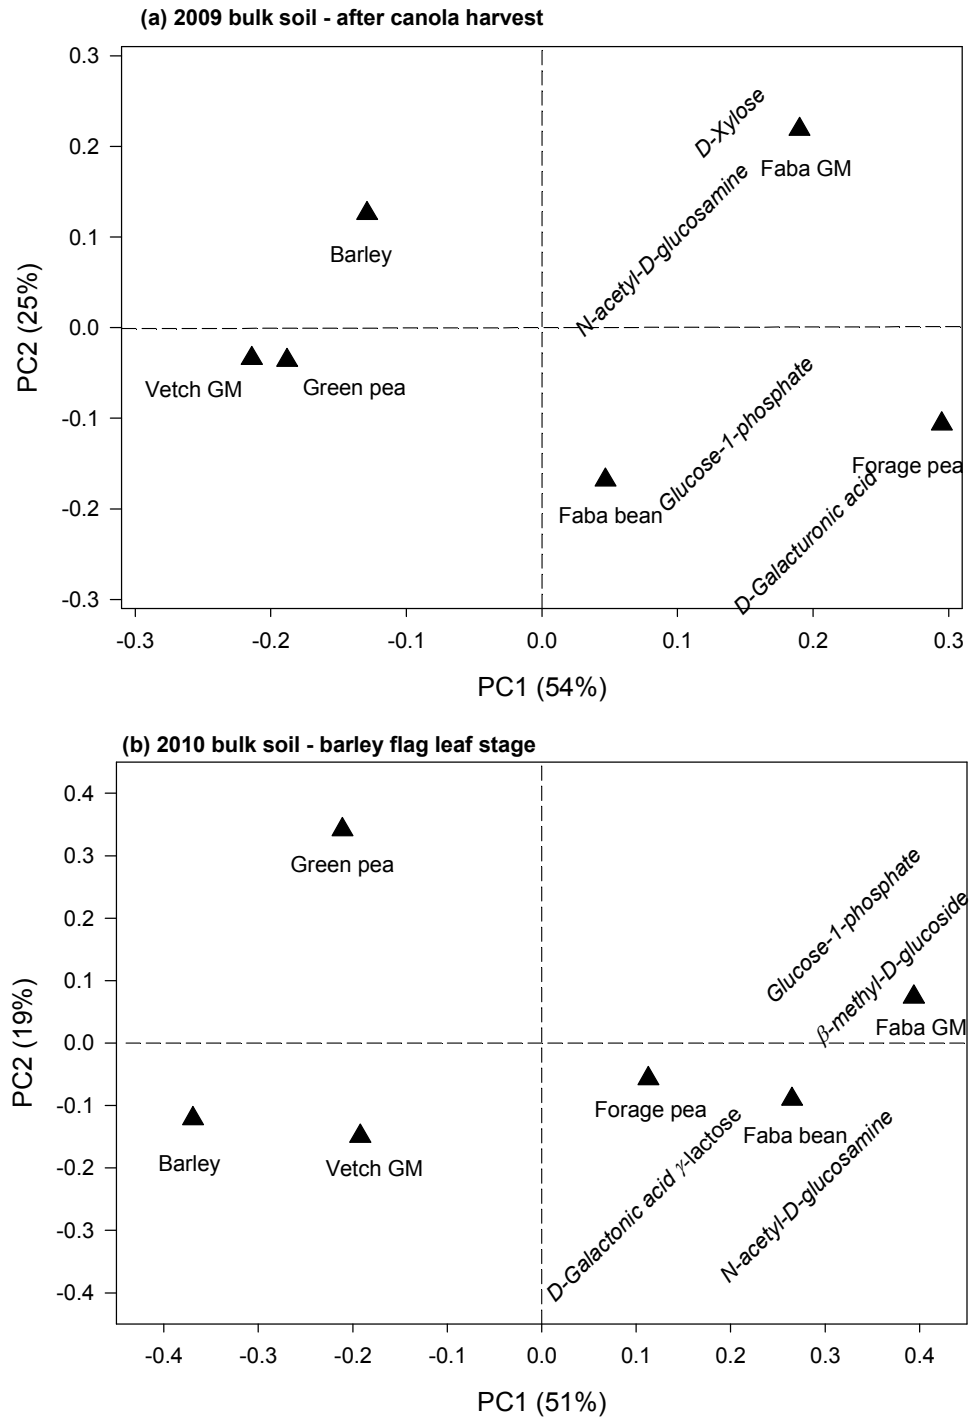 (a) 2009 bulk soil - after canola harvest
0.3
0.2
0.1
0.0
-0.1
-0.2
-0.3
PC2 (25%)
D-Xylose
Faba GM
N-acetyl-D-glucosamine
Barley
Vetch GM
Green pea
Glucose-1-phosphate
Forage pea
Faba bean
D-Galacturonic acid
-0.3
-0.2
-0.1
0.0
0.1
0.2
0.3
PC1 (54%)
(b) 2010 bulk soil - barley flag leaf stage
0.4
0.3
0.2
0.1
0.0
-0.1
-0.2
-0.3
-0.4
PC2 (19%)
Green pea
Glucose-1-phosphate
β-methyl-D-glucoside
Faba GM
Forage pea
Faba bean
Barley
Vetch GM
D-Galactonic acid γ-lactose
N-acetyl-D-glucosamine
-0.4
-0.3
-0.2
-0.1
0.0
0.1
0.2
0.3
0.4
PC1 (51%)